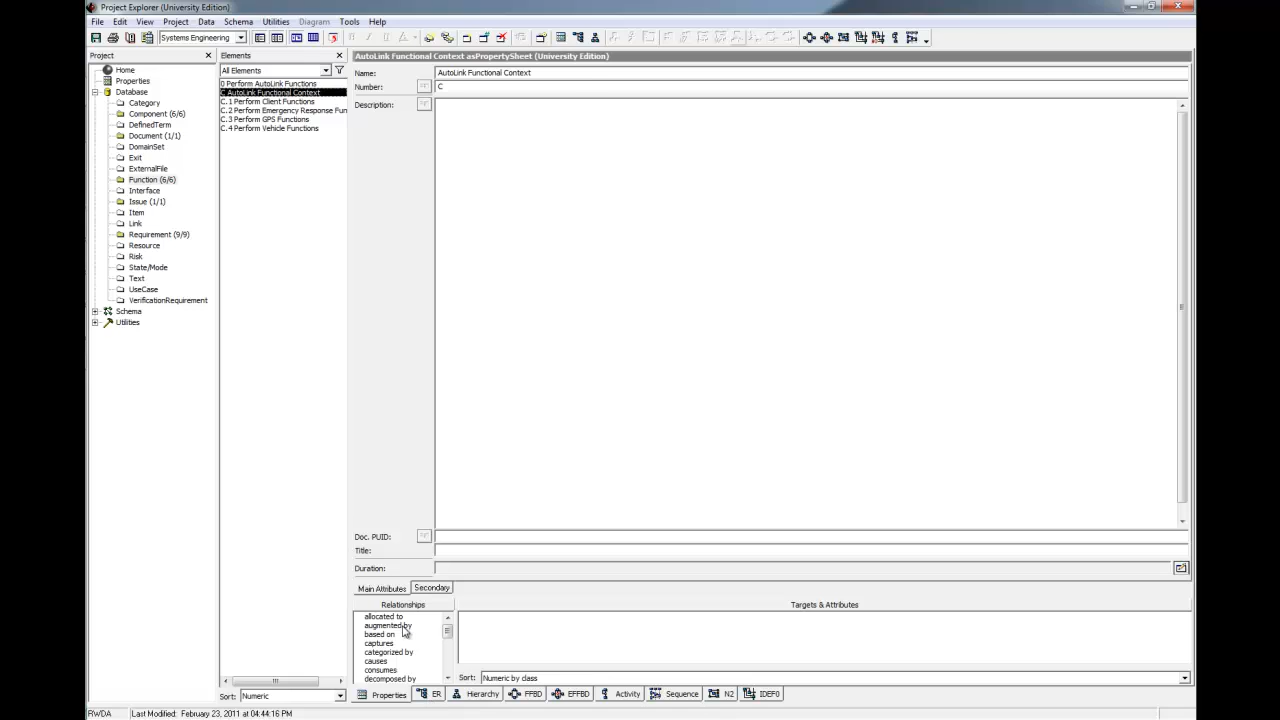 Project Explorer (University Edition)
File Edit View Project Data Schema Utilities Diagram Tools Help
Systems Engineering
Project
Elements
AutoLink Functional Context asPropertySheet (University Edition)
Home
Properties
Database
Category
Component (6/6)
DefinedTerm
Document (1/1)
DomainSet
Exit
ExternalFile
Function (6/6)
Interface
Issue (1/1)
Item
Link
Requirement (9/9)
Resource
Risk
State/Mode
Text
UseCase
VerificationRequirement
Schema
Utilities
All Elements
0 Perform AutoLink Functions
C AutoLink Functional Context
C.1 Perform Client Functions
C.2 Perform Emergency Response Fun
C.3 Perform GPS Functions
C.4 Perform Vehicle Functions
Sort: Numeric
Name: AutoLink Functional Context
Number: C
Description:
Doc. PUID:
Title:
Duration:
Main Attributes Secondary
Relationships
Targets & Attributes
allocated to
augmented by
based on
captures
categorized by
causes
consumes
decomposed by
Sort: Numeric by class
Properties ER Hierarchy FFBD EFFBD Activity Sequence N2 IDEF0
RWDA Last Modified: February 23, 2011 at 04:44:16 PM